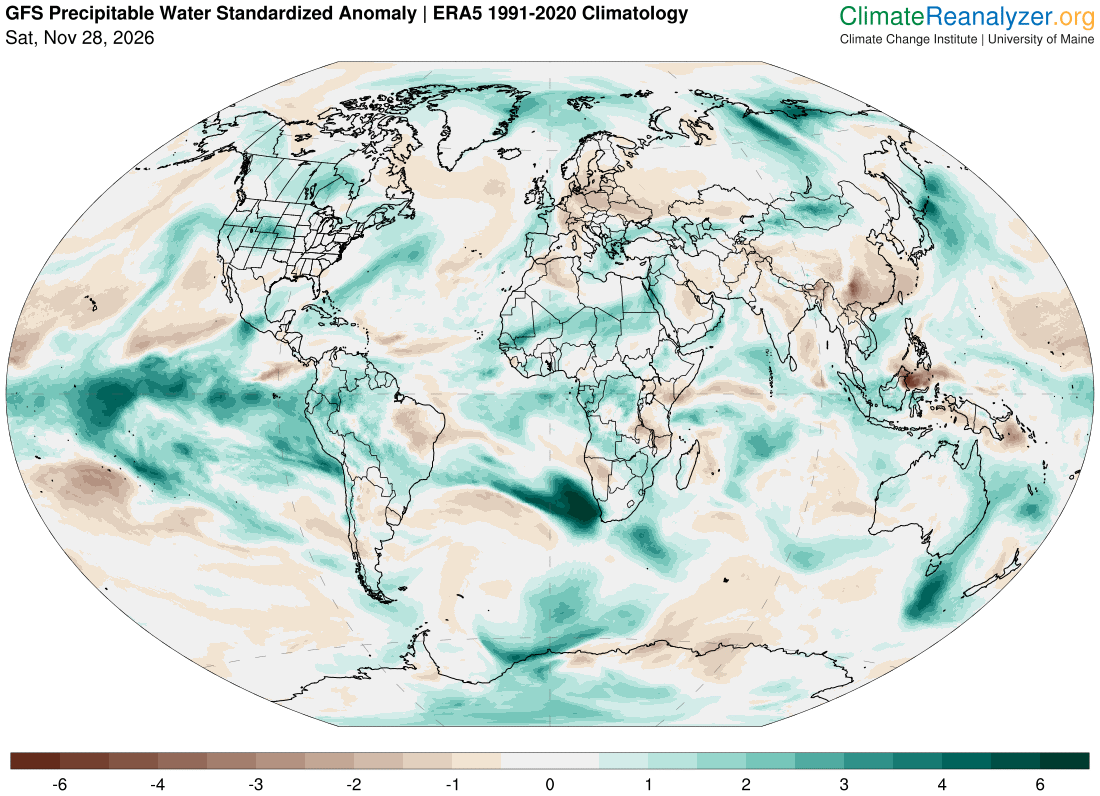 GFS Precipitable Water Standardized Anomaly | ERA5 1991-2020 Climatology
Sat, Nov 28, 2026
ClimateReanalyzer.org
Climate Change Institute | University of Maine
-6 -4 -3 -2 -1 0 1 2 3 4 6